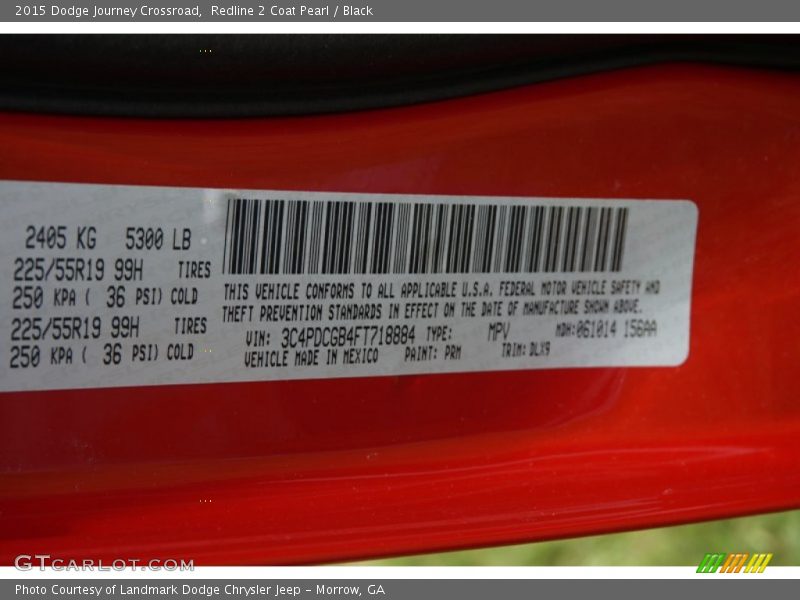 2015 Dodge Journey Crossroad,  Redline 2 Coat Pearl / Black
2405 KG 5300 LB
225/55R19 99H TIRES
250 KPA ( 36 PSI) COLD
225/55R19 99H TIRES
250 KPA ( 36 PSI) COLD
THIS VEHICLE CONFORMS TO ALL APPLICABLE U.S.A. FEDERAL MOTOR VEHICLE SAFETY AND
THEFT PREVENTION STANDARDS IN EFFECT ON THE DATE OF MANUFACTURE SHOWN ABOVE.
VIN: 3C4PDCGB4FT718884 TYPE: MPV MDH:061014 156AA
VEHICLE MADE IN MEXICO PAINT: PRM TRIM: DLX9
GTCARLOT.COM
Photo Courtesy of Landmark Dodge Chrysler Jeep - Morrow, GA